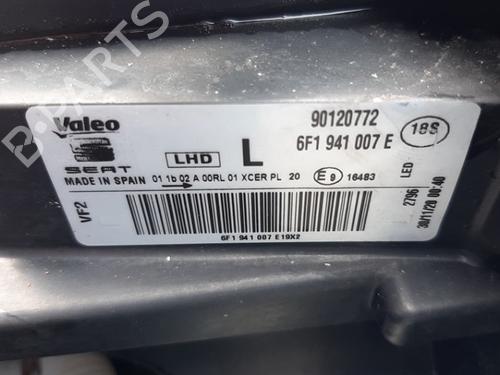 B-PARTS
Valeo
SEAT
LHD
L
90120772
6F1 941 007 E
18S
MADE IN SPAIN
01 1b 02 A 00RL 01 XCER PL 20
E9 16483
VF2
LED
2796
30/11/20 00:40
6F1 941 007 E19X2